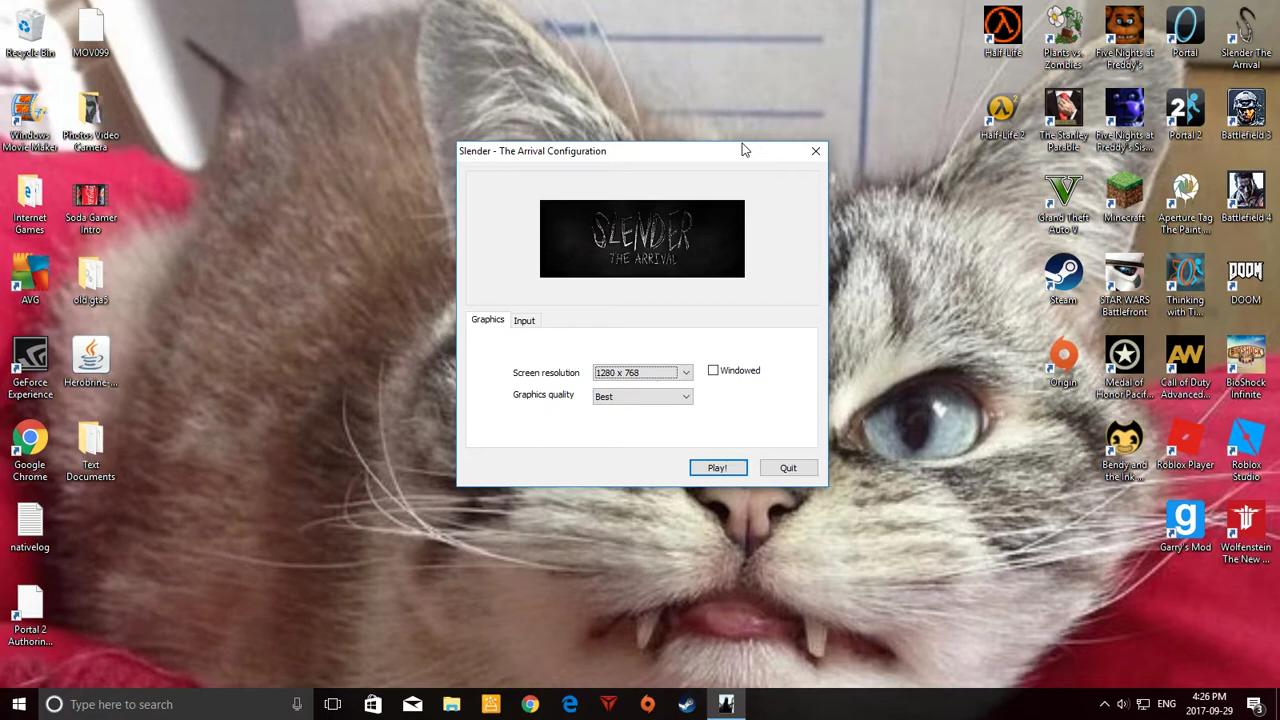 Recycle Bin
MOV099
Windows
Movie Maker
Photos Video
Camera
Internet
Games
Soda Gamer
Intro
AVG
old gta5
GeForce
Experience
Herobrine-...
Google
Chrome
Text
Documents
nativelog
Portal 2
Authorin...
Slender - The Arrival Configuration
SLENDER
THE ARRIVAL
Graphics
Input
Screen resolution
1280 x 768
Windowed
Graphics quality
Best
Play!
Quit
Half-Life
Plants vs.
Zombies
Five Nights at
Freddy's
Portal
Slender The
Arrival
Half-Life 2
The Stanley
Parable
Five Nights at
Freddy's Sis...
Portal 2
Battlefield 3
Grand Theft
Auto V
Minecraft
Aperture Tag
The Paint ...
Battlefield 4
Steam
STAR WARS
Battlefront
Thinking
with Ti...
DOOM
DOOM
Origin
Medal of
Honor Pacif...
Call of Duty
Advanced...
BioShock
Infinite
Bendy and
the Ink ...
Roblox Player
Roblox
Studio
Garry's Mod
Wolfenstein
The New ...
Type here to search
ENG
4:26 PM
2017-09-29
3